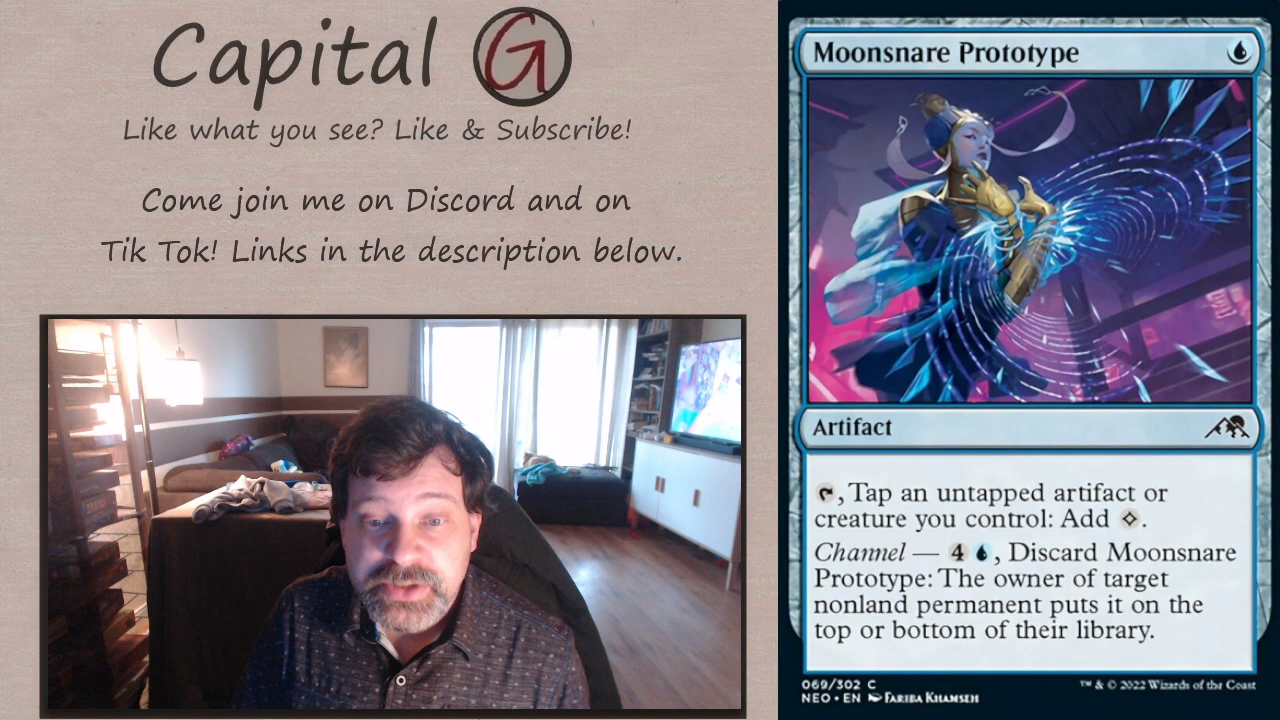 Capital G
Like what you see? Like & Subscribe!
Come join me on Discord and on
Tik Tok! Links in the description below.
Moonsnare Prototype
Artifact
, Tap an untapped artifact or
creature you control: Add .
Channel — 4 , Discard Moonsnare
Prototype: The owner of target
nonland permanent puts it on the
top or bottom of their library.
069/302 C
NEO • EN FARIBA KHAMSEH
™ & © 2022 Wizards of the Coast